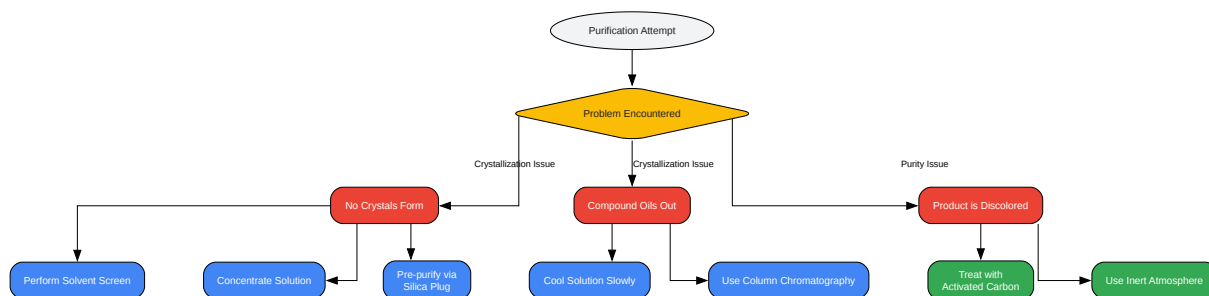 Purification Attempt
Problem Encountered
Crystallization Issue
Crystallization Issue
Purity Issue
No Crystals Form
Compound Oils Out
Product is Discolored
Perform Solvent Screen
Concentrate Solution
Pre-purify via
Silica Plug
Cool Solution Slowly
Use Column Chromatography
Treat with
Activated Carbon
Use Inert Atmosphere